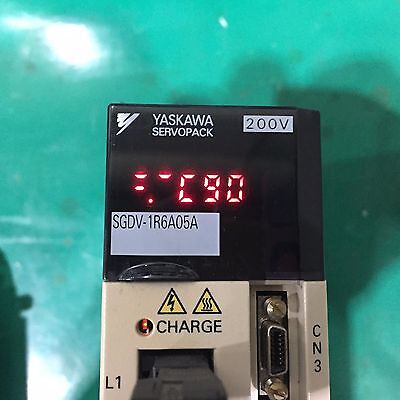 YASKAWA
SERVOPACK
200V
C90
SGDV-1R6A05A
CHARGE
L1
CN3